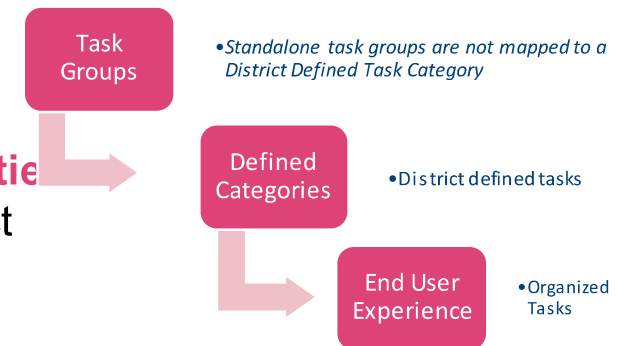 Task
Groups
•Standalone task groups are not mapped to a
District Defined Task Category
tie
t
Defined
Categories
•District defined tasks
End User
Experience
•Organized
Tasks